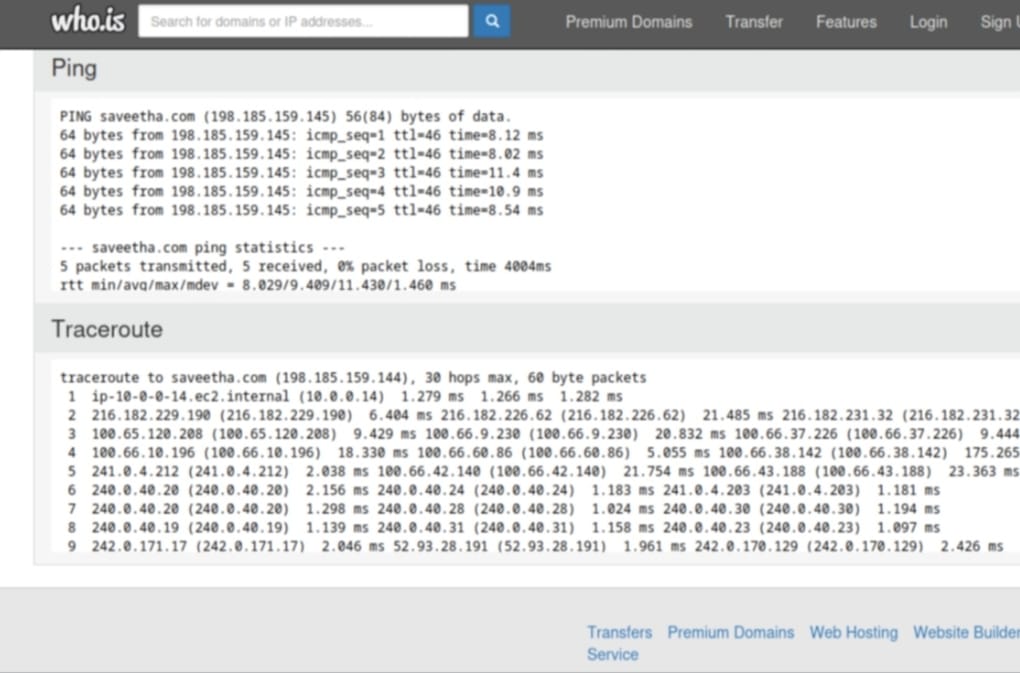 who.is Search for domains or IP addresses... Premium Domains Transfer Features Login Sign
Ping
PING saveetha.com (198.185.159.145) 56(84) bytes of data.
64 bytes from 198.185.159.145: icmp_seq=1 ttl=46 time=8.12 ms
64 bytes from 198.185.159.145: icmp_seq=2 ttl=46 time=8.02 ms
64 bytes from 198.185.159.145: icmp_seq=3 ttl=46 time=11.4 ms
64 bytes from 198.185.159.145: icmp_seq=4 ttl=46 time=10.9 ms
64 bytes from 198.185.159.145: icmp_seq=5 ttl=46 time=8.54 ms
--- saveetha.com ping statistics ---
5 packets transmitted, 5 received, 0% packet loss, time 4004ms
rtt min/avg/max/mdev = 8.029/9.409/11.430/1.460 ms
Traceroute
traceroute to saveetha.com (198.185.159.144), 30 hops max, 60 byte packets
1 ip-10-0-0-14.ec2.internal (10.0.0.14) 1.279 ms 1.266 ms 1.282 ms
2 216.182.229.190 (216.182.229.190) 6.404 ms 216.182.226.62 (216.182.226.62) 21.485 ms 216.182.231.32 (216.182.231.32
3 100.65.120.208 (100.65.120.208) 9.429 ms 100.66.9.230 (100.66.9.230) 20.832 ms 100.66.37.226 (100.66.37.226) 9.444
4 100.66.10.196 (100.66.10.196) 18.330 ms 100.66.60.86 (100.66.60.86) 5.055 ms 100.66.38.142 (100.66.38.142) 175.265
5 241.0.4.212 (241.0.4.212) 2.038 ms 100.66.42.140 (100.66.42.140) 21.754 ms 100.66.43.188 (100.66.43.188) 23.363 ms
6 240.0.40.20 (240.0.40.20) 2.156 ms 240.0.40.24 (240.0.40.24) 1.183 ms 241.0.4.203 (241.0.4.203) 1.181 ms
7 240.0.40.20 (240.0.40.20) 1.298 ms 240.0.40.28 (240.0.40.28) 1.024 ms 240.0.40.30 (240.0.40.30) 1.194 ms
8 240.0.40.19 (240.0.40.19) 1.139 ms 240.0.40.31 (240.0.40.31) 1.158 ms 240.0.40.23 (240.0.40.23) 1.097 ms
9 242.0.171.17 (242.0.171.17) 2.046 ms 52.93.28.191 (52.93.28.191) 1.961 ms 242.0.170.129 (242.0.170.129) 2.426 ms
Transfers Premium Domains Web Hosting Website Builder
Service